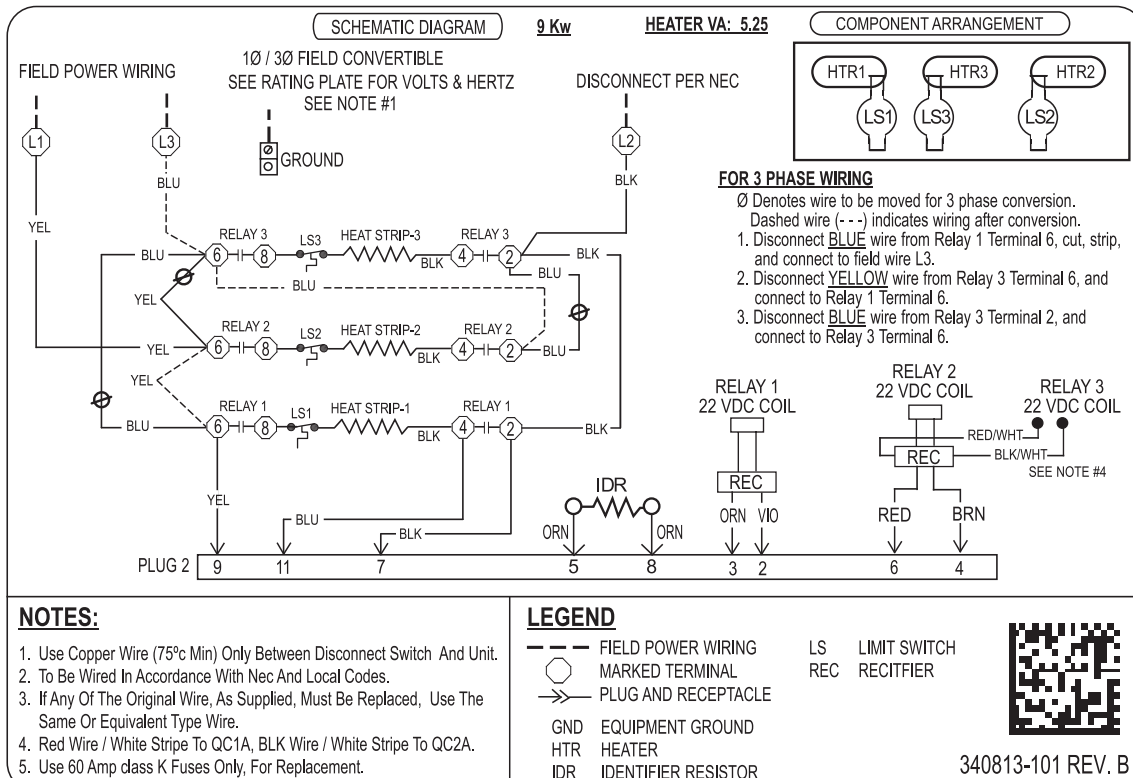 SCHEMATIC DIAGRAM
9 Kw
HEATER VA: 5.25
COMPONENT ARRANGEMENT
FIELD POWER WIRING
1Ø / 3Ø FIELD CONVERTIBLE
SEE RATING PLATE FOR VOLTS & HERTZ
SEE NOTE #1
DISCONNECT PER NEC
HTR1
HTR3
HTR2
LS1
LS3
LS2
L1
L3
GROUND
L2
BLU
BLK
YEL
FOR 3 PHASE WIRING
Ø Denotes wire to be moved for 3 phase conversion.
Dashed wire (- - -) indicates wiring after conversion.
1. Disconnect BLUE wire from Relay 1 Terminal 6, cut, strip,
and connect to field wire L3.
2. Disconnect YELLOW wire from Relay 3 Terminal 6, and
connect to Relay 1 Terminal 6.
3. Disconnect BLUE wire from Relay 3 Terminal 2, and
connect to Relay 3 Terminal 6.
BLU
6
RELAY 3
8
LS3
HEAT STRIP-3
BLK
4
RELAY 3
2
BLK
BLU
BLU
YEL
YEL
6
RELAY 2
8
LS2
HEAT STRIP-2
BLK
4
RELAY 2
2
BLU
YEL
BLU
6
RELAY 1
8
LS1
HEAT STRIP-1
BLK
4
RELAY 1
2
BLK
RELAY 1
22 VDC COIL
REC
ORN
VIO
RELAY 2
22 VDC COIL
REC
RED
BRN
RELAY 3
22 VDC COIL
RED/WHT
BLK/WHT
SEE NOTE #4
YEL
BLU
BLK
IDR
ORN
ORN
PLUG 2
9
11
7
5
8
3
2
6
4
NOTES:
1. Use Copper Wire (75ºc Min) Only Between Disconnect Switch And Unit.
2. To Be Wired In Accordance With Nec And Local Codes.
3. If Any Of The Original Wire, As Supplied, Must Be Replaced, Use The
Same Or Equivalent Type Wire.
4. Red Wire / White Stripe To QC1A, BLK Wire / White Stripe To QC2A.
5. Use 60 Amp class K Fuses Only, For Replacement.
LEGEND
FIELD POWER WIRING
MARKED TERMINAL
PLUG AND RECEPTACLE
GND EQUIPMENT GROUND
HTR HEATER
IDR IDENTIFIER RESISTOR
LS LIMIT SWITCH
REC RECITFIER
340813-101 REV. B